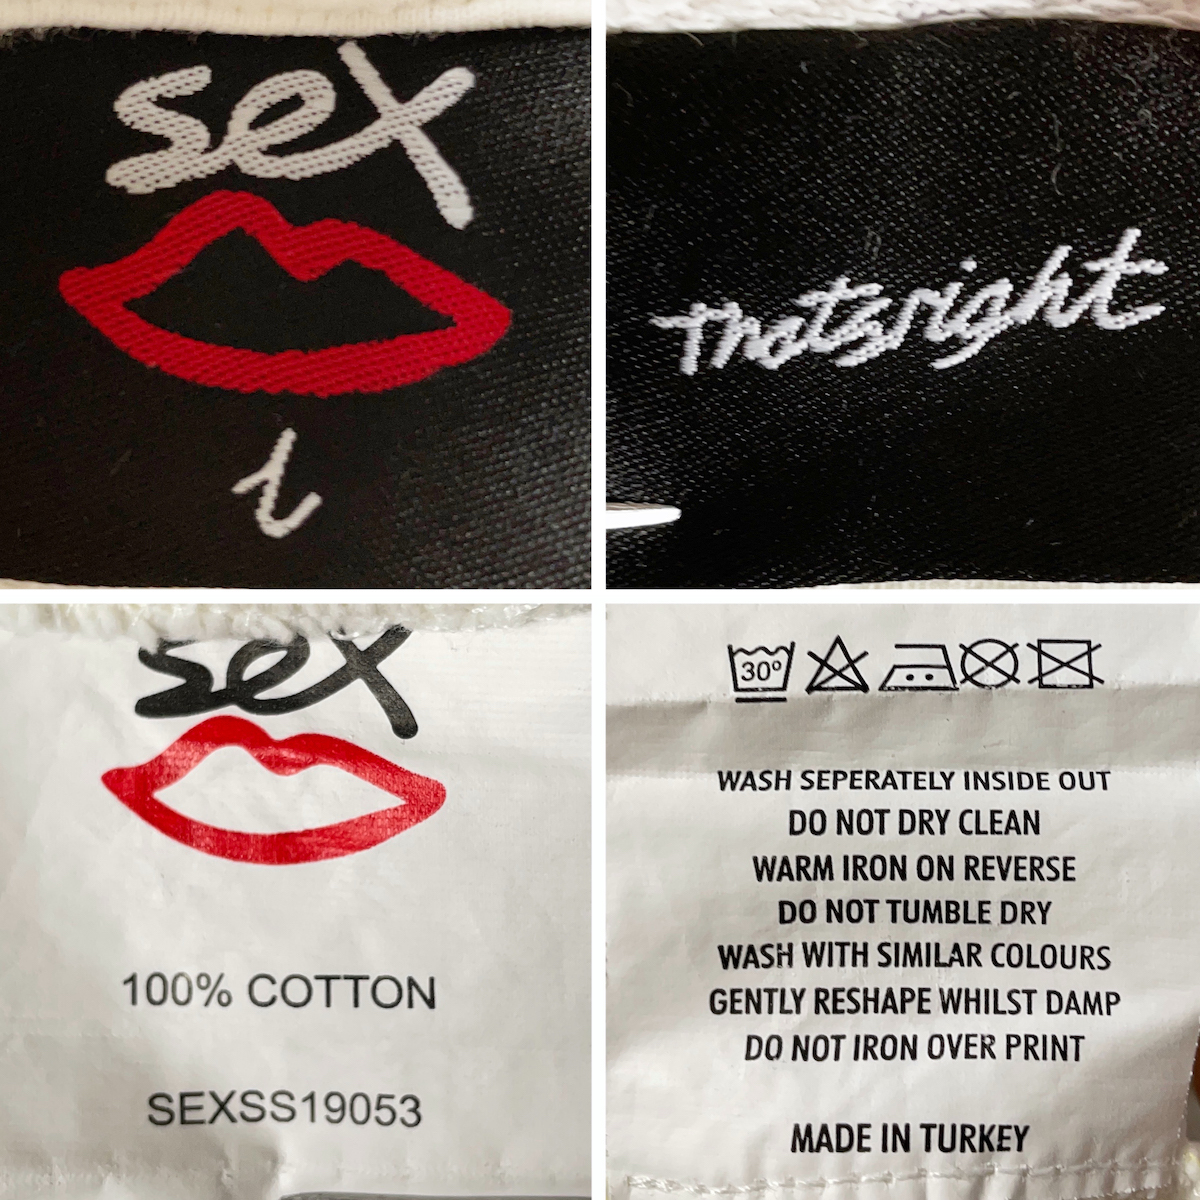 sex
L
Thatsright
sex
100% COTTON
SEXSS19053
30°
WASH SEPERATELY INSIDE OUT
DO NOT DRY CLEAN
WARM IRON ON REVERSE
DO NOT TUMBLE DRY
WASH WITH SIMILAR COLOURS
GENTLY RESHAPE WHILST DAMP
DO NOT IRON OVER PRINT
MADE IN TURKEY